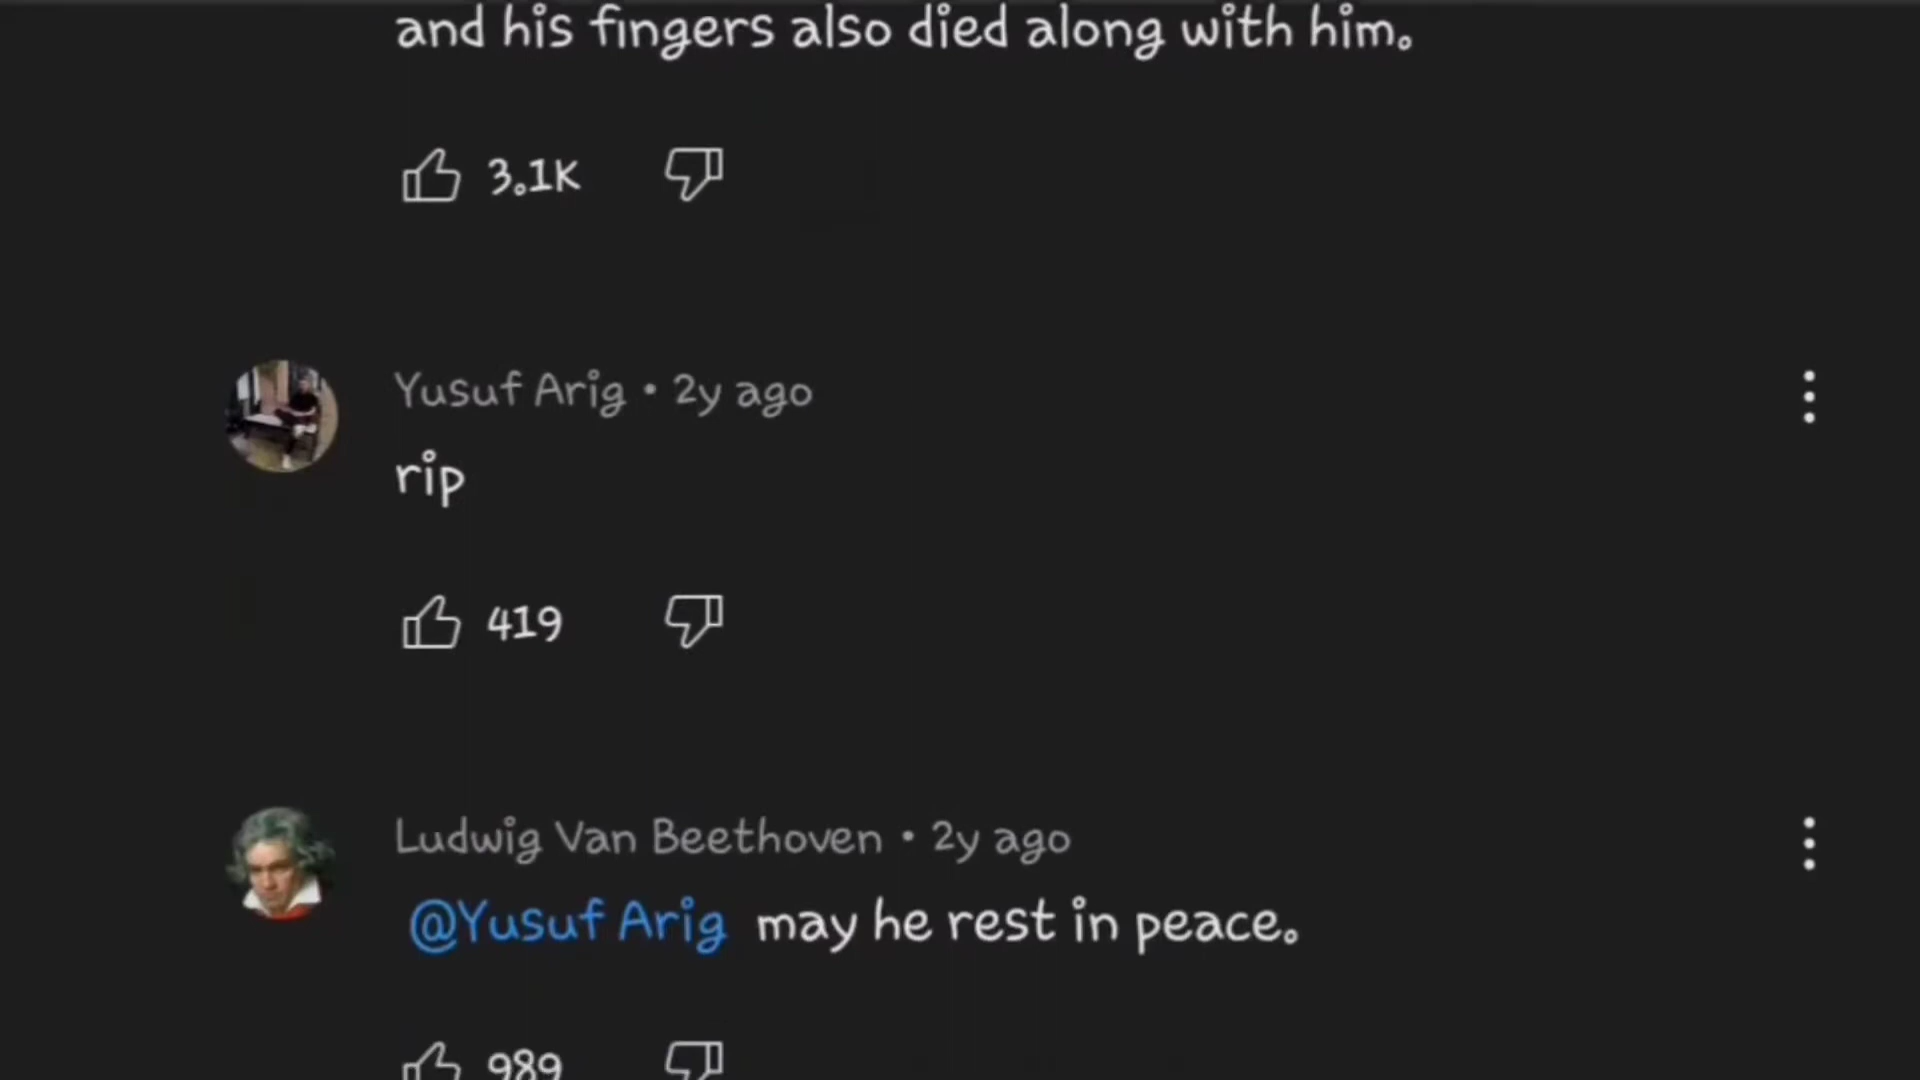 and his fingers also died along with him.
3.1K
Yusuf Arig • 2y ago
rip
419
Ludwig Van Beethoven • 2y ago
@Yusuf Arig may he rest in peace.
989